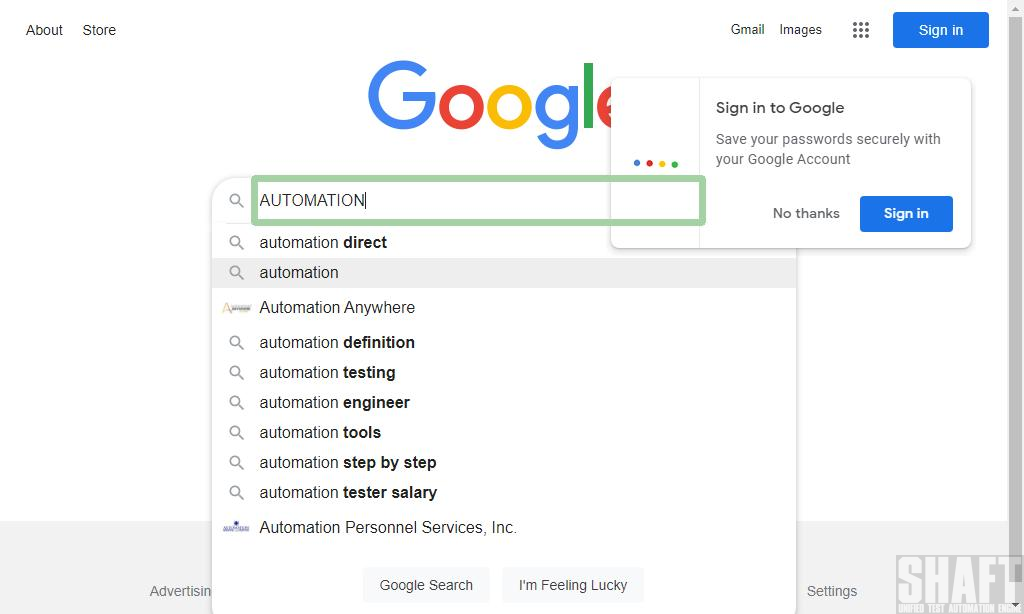 About Store
Gmail Images Sign in
Google
Sign in to Google
Save your passwords securely with
your Google Account
No thanks Sign in
AUTOMATION
automation direct
automation
Automation Anywhere
automation definition
automation testing
automation engineer
automation tools
automation step by step
automation tester salary
Automation Personnel Services, Inc.
Google Search I'm Feeling Lucky
Advertisin
Settings
SHAFT
UNIFIED TEST AUTOMATION ENGINE